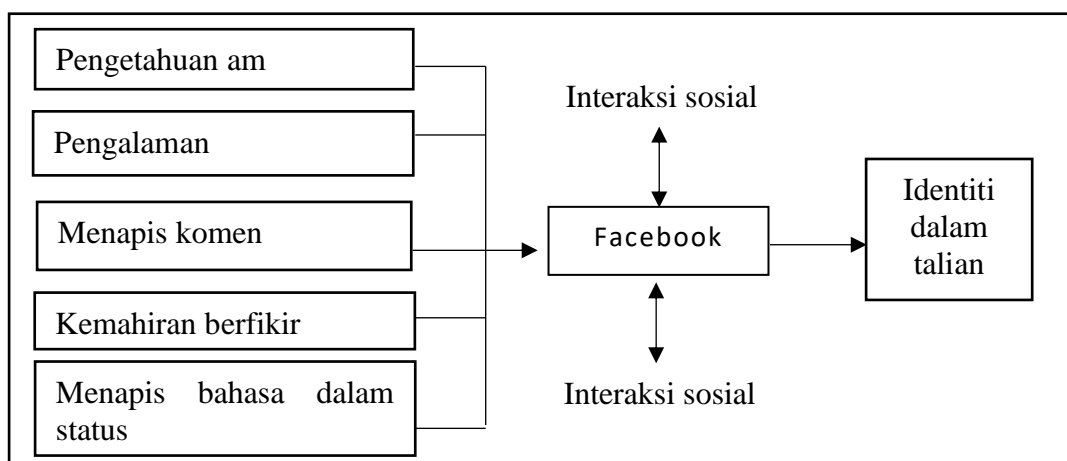 Pengetahuan am
Pengalaman
Menapis komen
Kemahiran berfikir
Menapis bahasa dalam
status
Interaksi sosial
Facebook
Interaksi sosial
Identiti
dalam
talian